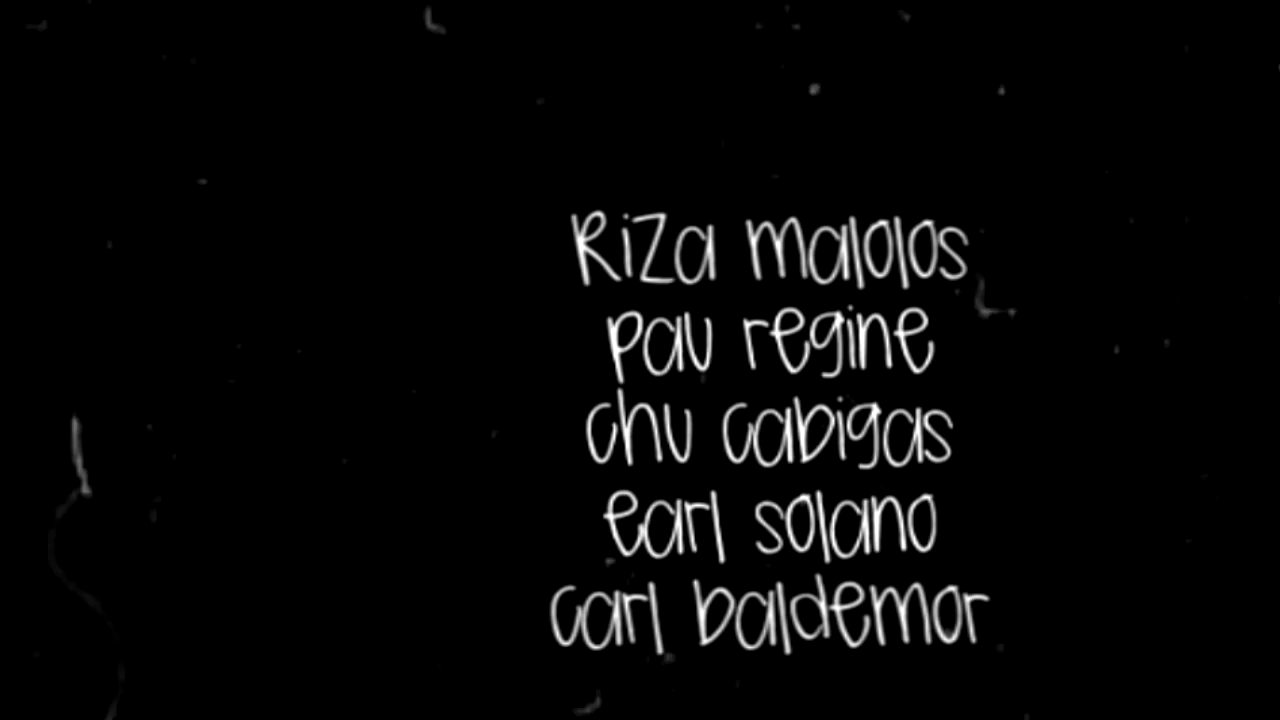 Riza malolos
pau regine
chu cabigas
earl solano
carl baldemor